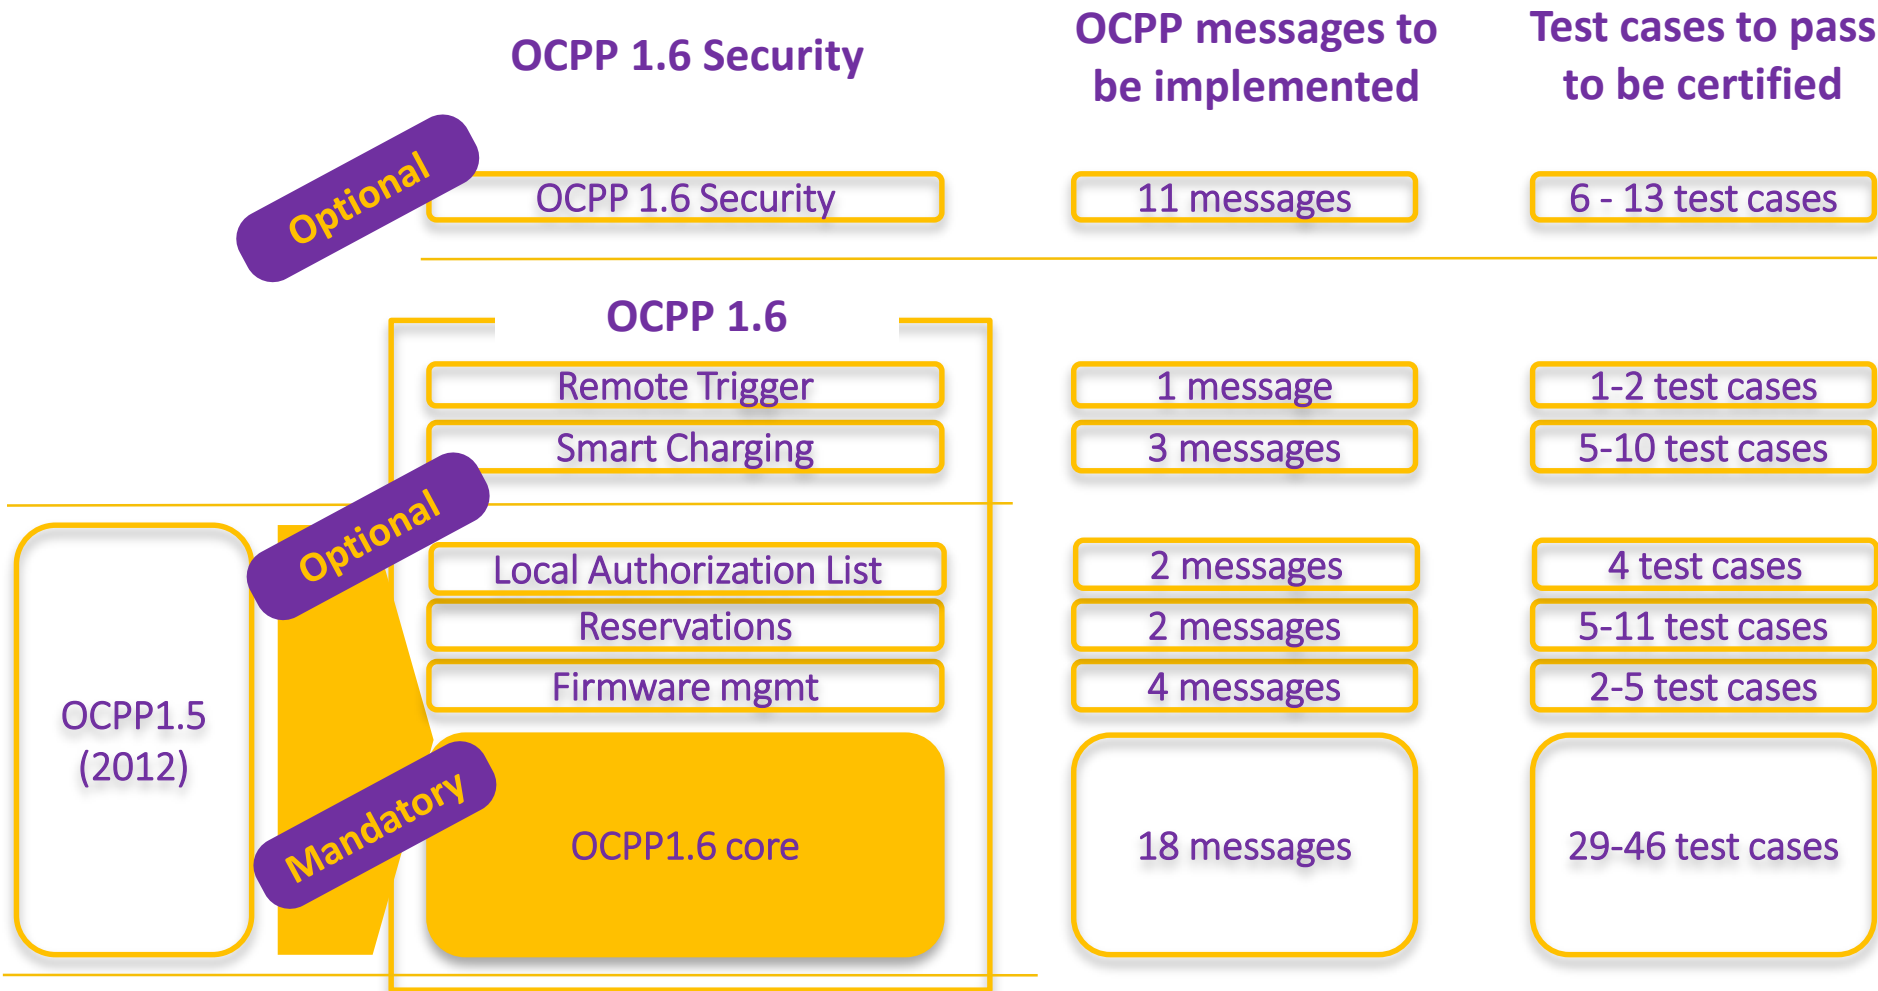 OCPP 1.6 Security
OCPP messages to
be implemented
Test cases to pass
to be certified
Optional
OCPP 1.6 Security
11 messages
6 - 13 test cases
OCPP 1.6
Remote Trigger
1 message
1-2 test cases
Smart Charging
3 messages
5-10 test cases
Optional
Local Authorization List
2 messages
4 test cases
Reservations
2 messages
5-11 test cases
Firmware mgmt
4 messages
2-5 test cases
OCPP1.5
(2012)
Mandatory
OCPP1.6 core
18 messages
29-46 test cases